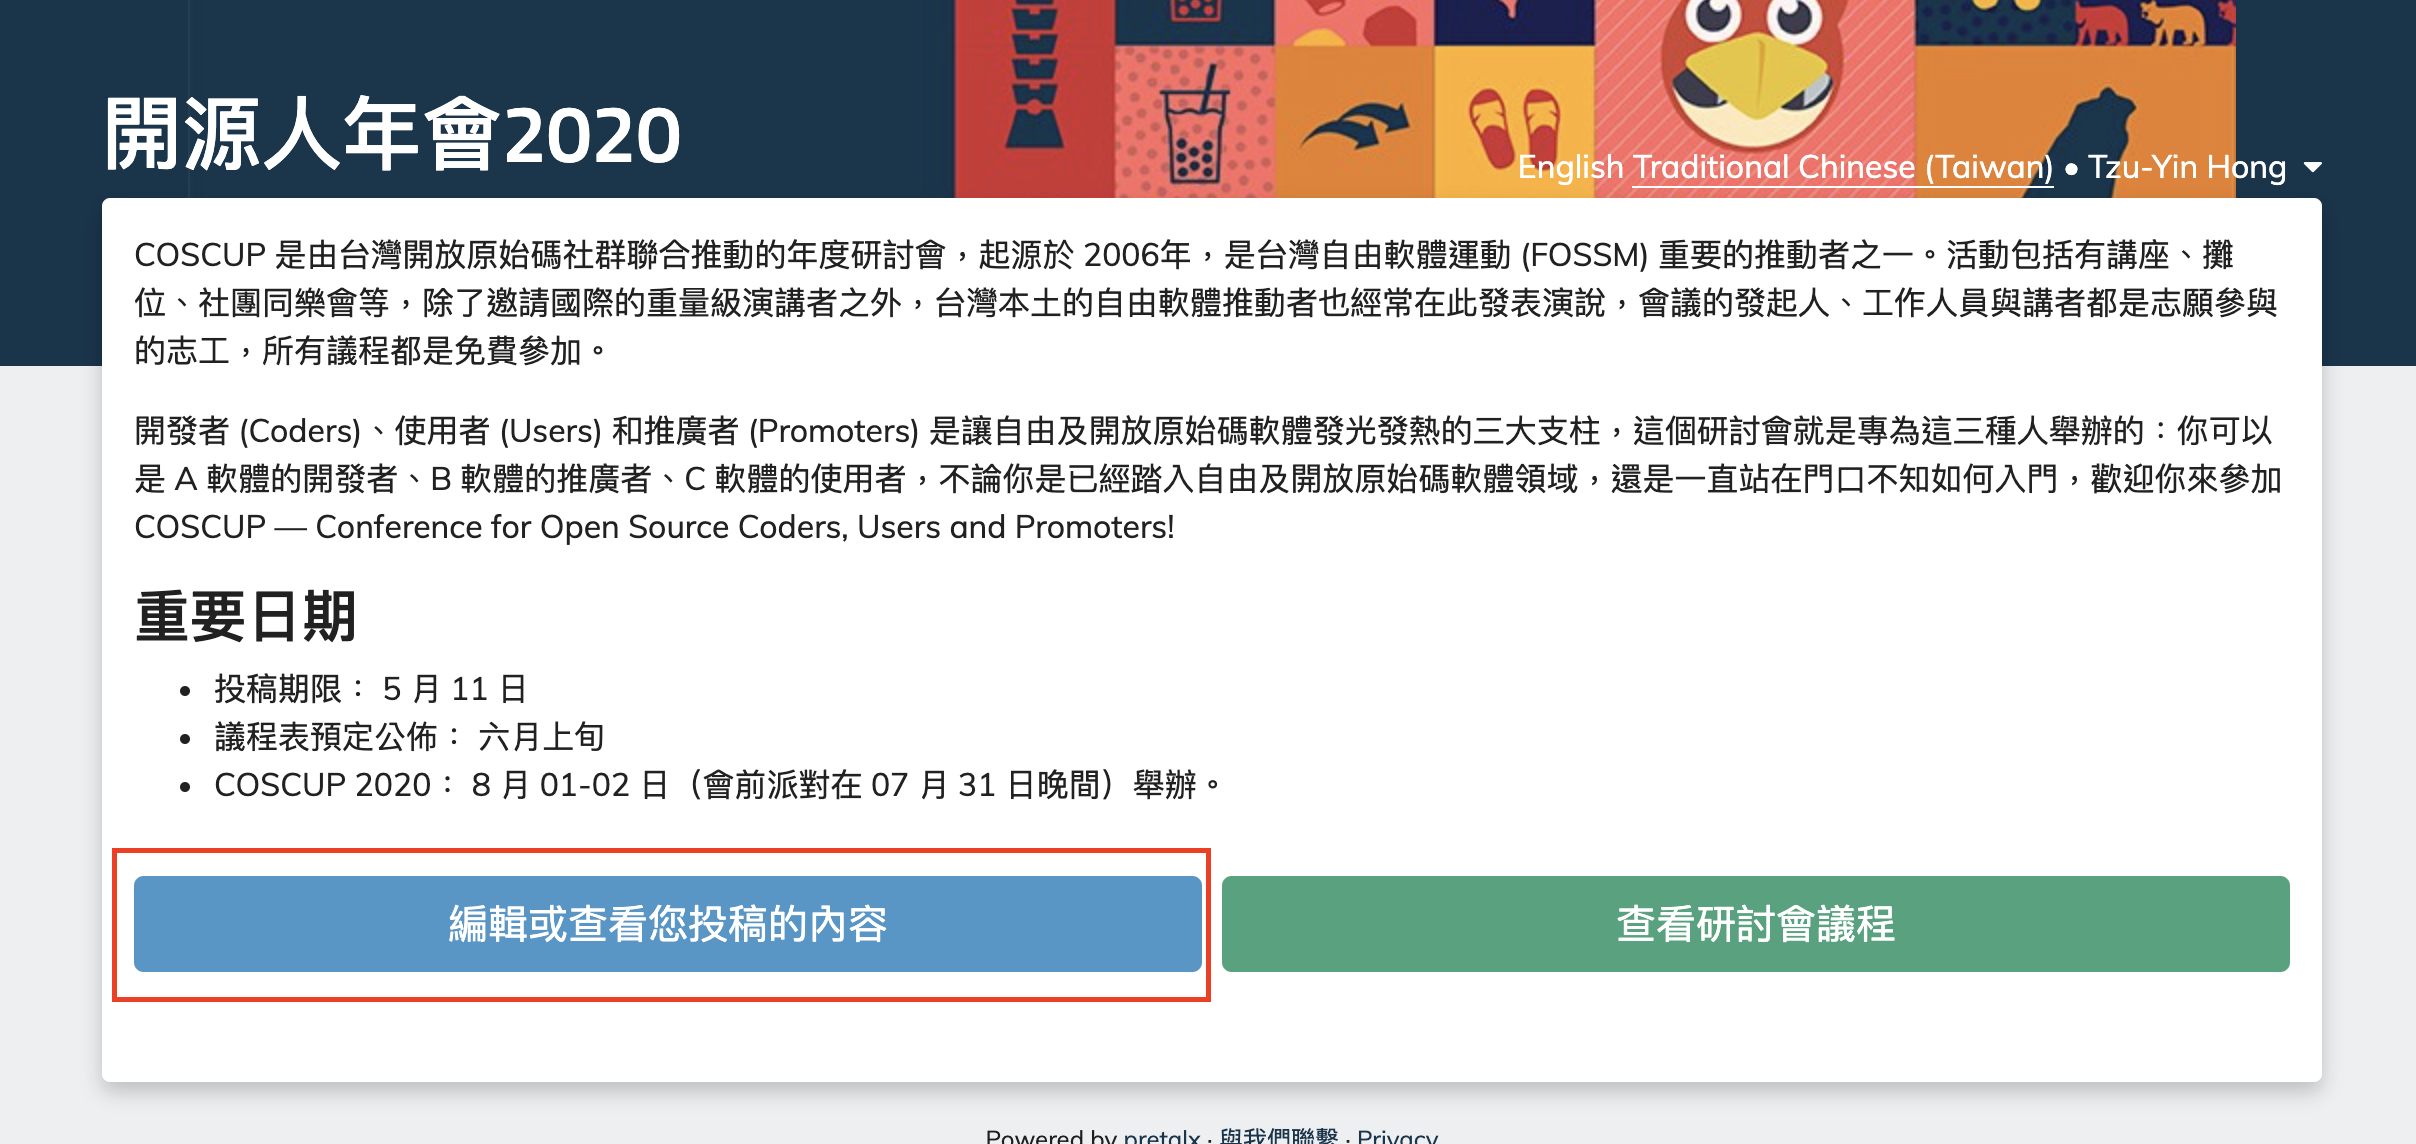 開源人年會2020
English Traditional Chinese (Taiwan) • Tzu-Yin Hong
COSCUP 是由台灣開放原始碼社群聯合推動的年度研討會，起源於 2006年，是台灣自由軟體運動 (FOSSM) 重要的推動者之一。活動包括有講座、攤
位、社團同樂會等，除了邀請國際的重量級演講者之外，台灣本土的自由軟體推動者也經常在此發表演說，會議的發起人、工作人員與講者都是志願參與
的志工，所有議程都是免費參加。
開發者 (Coders)、使用者 (Users) 和推廣者 (Promoters) 是讓自由及開放原始碼軟體發光發熱的三大支柱，這個研討會就是專為這三種人舉辦的：你可以
是 A 軟體的開發者、B 軟體的推廣者、C 軟體的使用者，不論你是已經踏入自由及開放原始碼軟體領域，還是一直站在門口不知如何入門，歡迎你來參加
COSCUP — Conference for Open Source Coders, Users and Promoters!
重要日期
• 投稿期限： 5 月 11 日
• 議程表預定公佈： 六月上旬
• COSCUP 2020： 8 月 01-02 日（會前派對在 07 月 31 日晚間）舉辦。
編輯或查看您投稿的內容
查看研討會議程
Powered by pretalx · 與我們聯繫 · Privacy